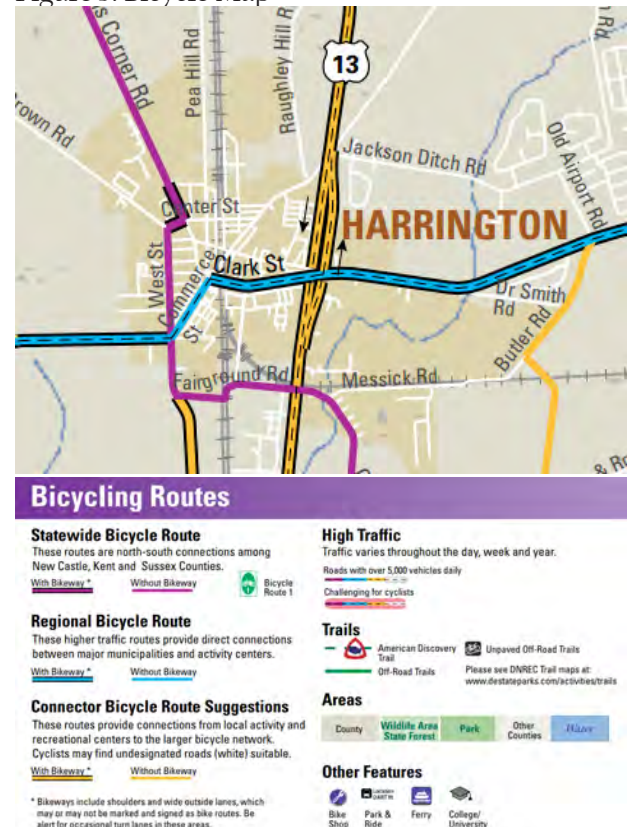 s Corner Rd
Pea Hill Rd
Raughley Hill R
13
n Rd
rown Rd
Jackson Ditch Rd
Old Airport Rd
Center St
HARRINGTON
West St
Commerce St
Clark St
Dr Smith Rd
Butler Rd
Fairground Rd
Messick Rd
Bicycling Routes
Statewide Bicycle Route
These routes are north-south connections among
New Castle, Kent and Sussex Counties.
With Bikeway *
Without Bikeway
Bicycle
Route 1
Regional Bicycle Route
These higher traffic routes provide direct connections
between major municipalities and activity centers.
With Bikeway *
Without Bikeway
Connector Bicycle Route Suggestions
These routes provide connections from local activity and
recreational centers to the larger bicycle network.
Cyclists may find undesignated roads (white) suitable.
With Bikeway *
Without Bikeway
* Bikeways include shoulders and wide outside lanes, which
may or may not be marked and signed as bike routes. Be
alert for occasional turn lanes in these areas.
High Traffic
Traffic varies throughout the day, week and year.
Roads with over 5,000 vehicles daily
Challenging for cyclists
Trails
American Discovery
Trail
Unpaved Off-Road Trails
Off-Road Trails
Please see DNREC Trail maps at:
www.destateparks.com/activities/trails
Areas
County
Wildlife Area
State Forest
Park
Other
Counties
Water
Other Features
Bike
Shop
Park &
Ride
Ferry
College/
University